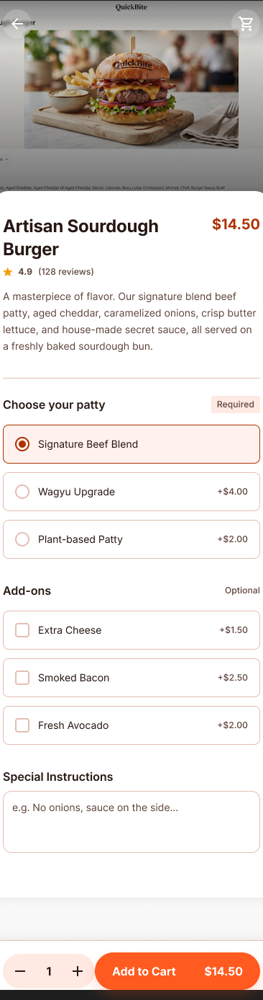 QuickBite
QuickBite
Artisan Sourdough
Burger
$14.50
4.9 (128 reviews)
A masterpiece of flavor. Our signature blend beef
patty, aged cheddar, caramelized onions, crisp butter
lettuce, and house-made secret sauce, all served on
a freshly baked sourdough bun.
Choose your patty
Required
Signature Beef Blend
Wagyu Upgrade
+$4.00
Plant-based Patty
+$2.00
Add-ons
Optional
Extra Cheese
+$1.50
Smoked Bacon
+$2.50
Fresh Avocado
+$2.00
Special Instructions
e.g. No onions, sauce on the side...
1
Add to Cart
$14.50